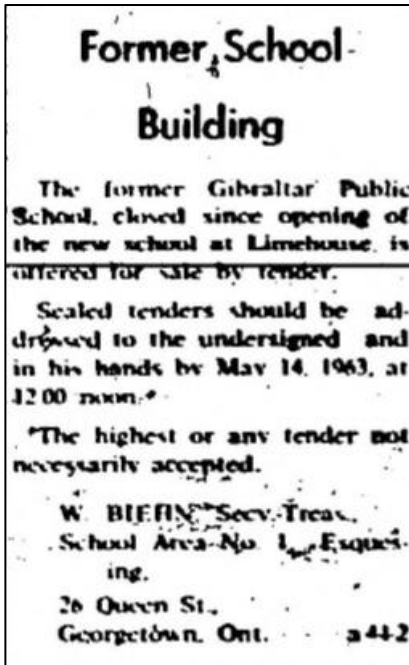 Former School
Building
The former Gibraltar Public
School, closed since opening of
the new school at Limehouse is
offered for sale by tender.
Sealed tenders should be ad-
dressed to the undersigned and
in his hands by May 14, 1963, at
12.00 noon.
The highest or any tender not
necessarily accepted.
W. Secy-Treas.,
School Area No. 1, Esques-
ing,
26 Queen St.,
Georgetown, Ont.